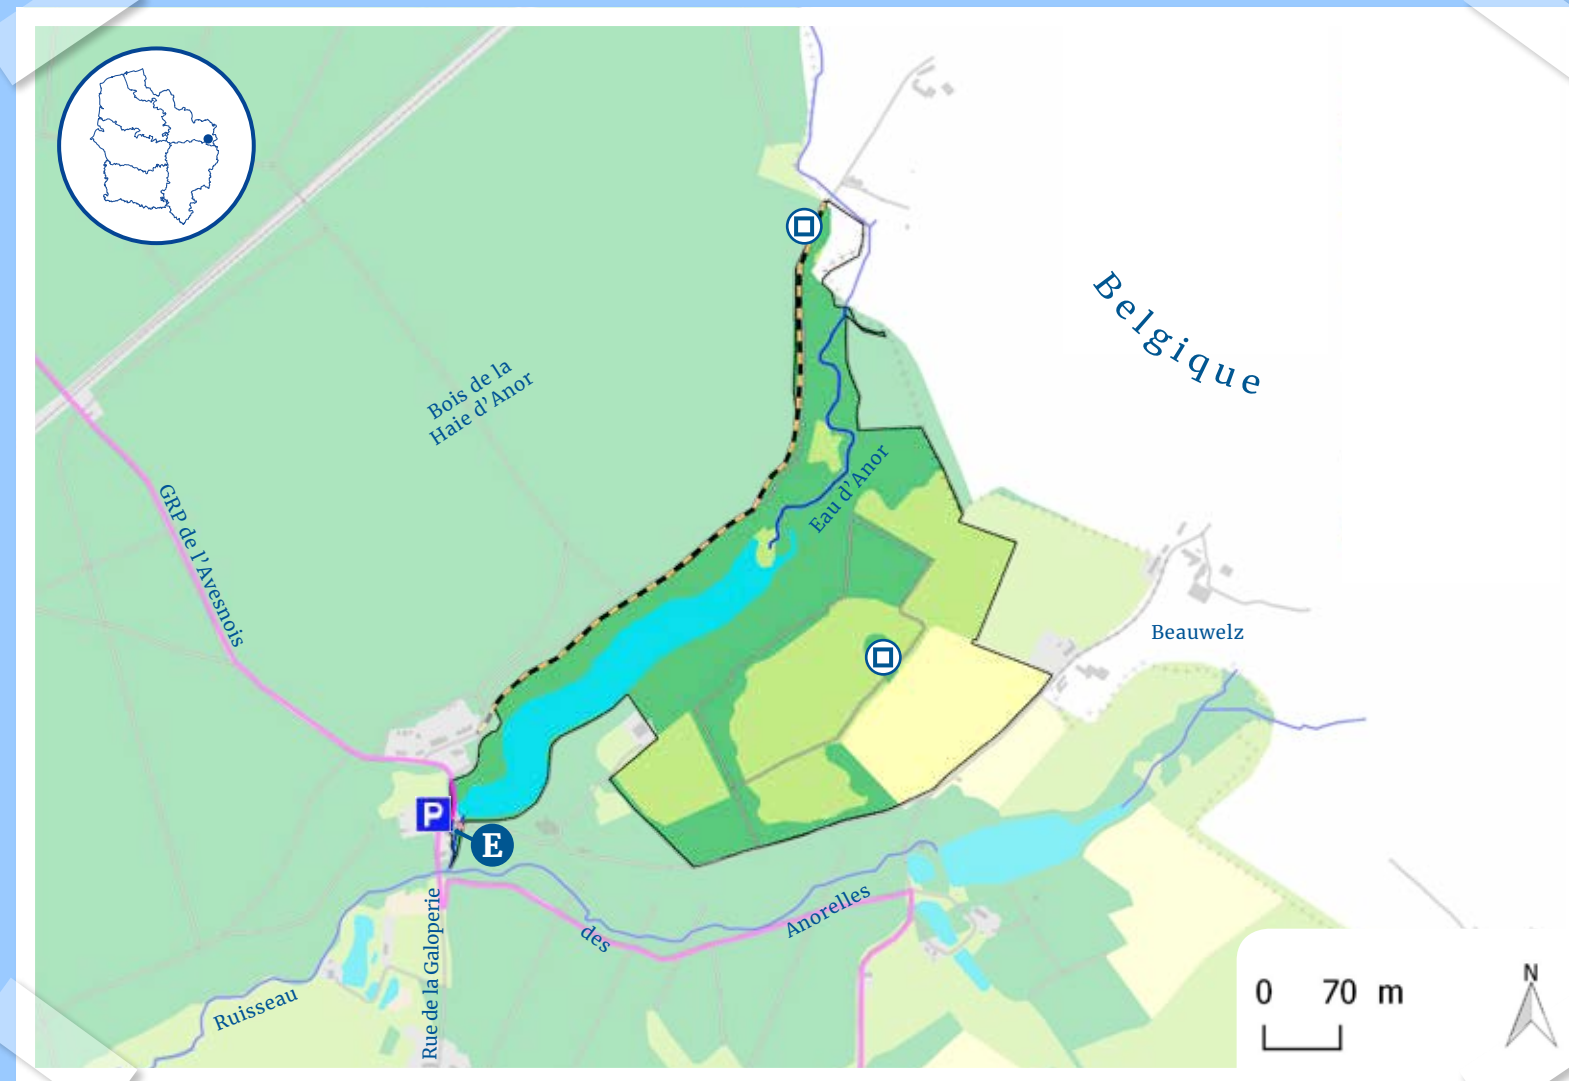 Belgique
Bois de la
Haie d'Anor
GRP de l'Avesnois
Eau d'Anor
Beauwelz
P
E
Rue de la Galoperie
Ruisseau
des
Anorelles
0 70 m
N